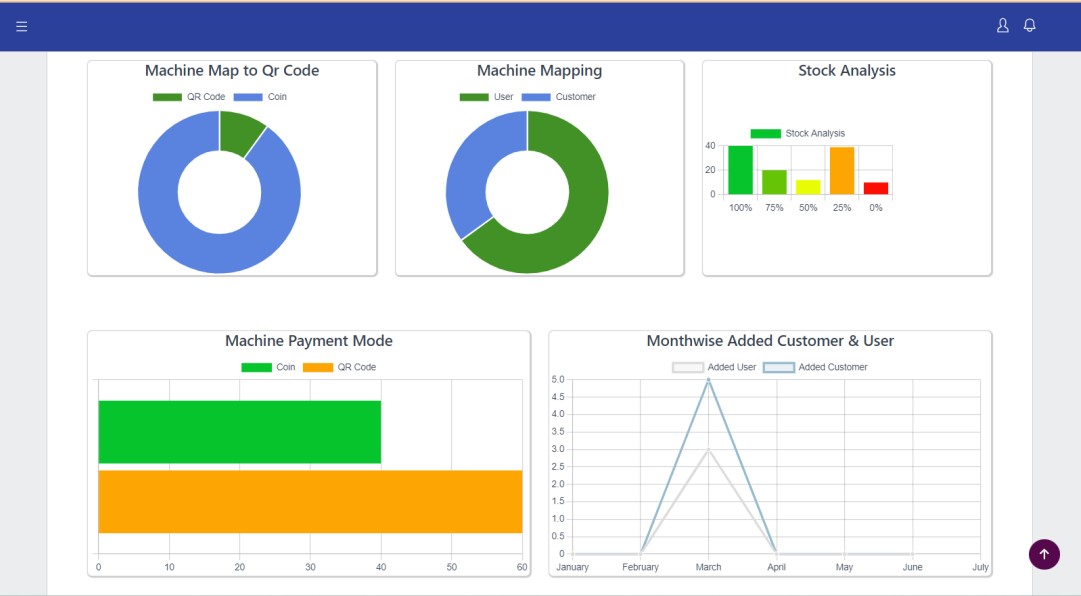 Machine Map to Qr Code
QR Code Coin
Machine Mapping
User Customer
Stock Analysis
Stock Analysis
40
20
0
100% 75% 50% 25% 0%
Machine Payment Mode
Coin QR Code
0 10 20 30 40 50 60
Monthwise Added Customer & User
Added User Added Customer
5.0
4.5
4.0
3.5
3.0
2.5
2.0
1.5
1.0
0.5
0
January February March April May June July